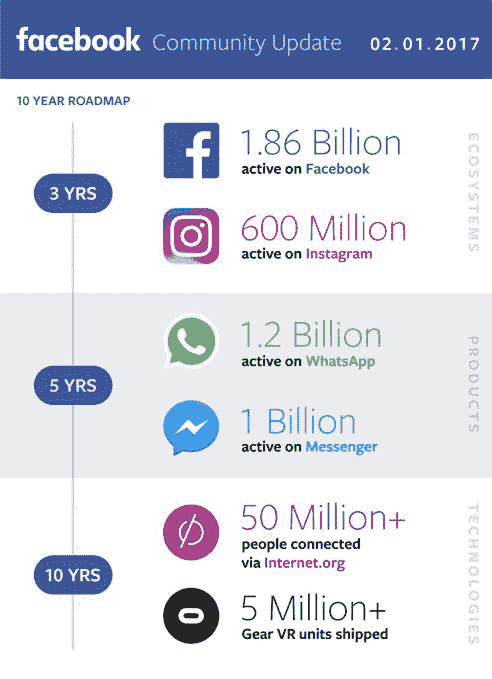 facebook Community Update 02.01.2017
10 YEAR ROADMAP
3 YRS
1.86 Billion
active on Facebook
600 Million
active on Instagram
ECOSYSTEMS
5 YRS
1.2 Billion
active on WhatsApp
1 Billion
active on Messenger
PRODUCTS
10 YRS
50 Million+
people connected
via Internet.org
5 Million+
Gear VR units shipped
TECHNOLOGIES